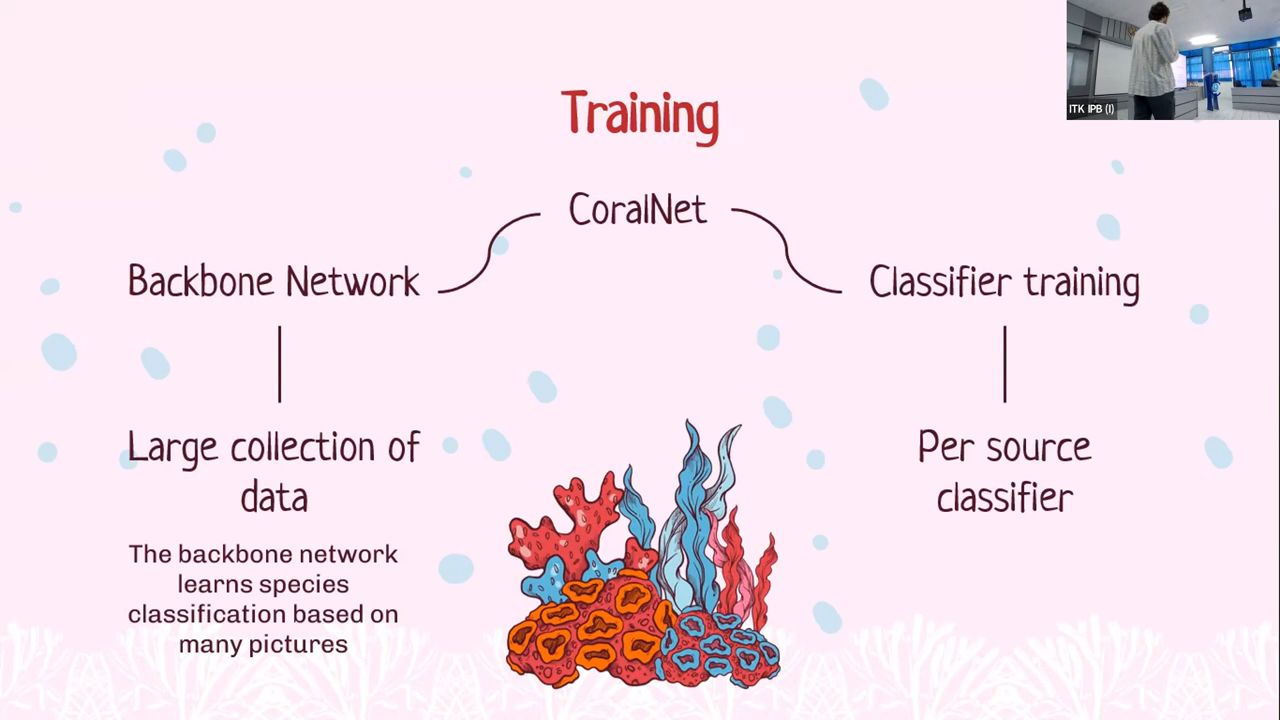 Training
CoralNet
Backbone Network
Classifier training
Large collection of
data
Per source
classifier
The backbone network
learns species
classification based on
many pictures
ITK IPB (I)